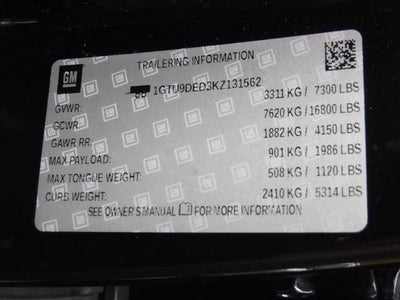 GM
TRAILERING INFORMATION
1GTU9DED3KZ131562
GVWR: 3311 KG / 7300 LBS
GCWR: 7620 KG / 16800 LBS
GAWR RR: 1882 KG / 4150 LBS
MAX PAYLOAD: 901 KG / 1986 LBS
MAX TONGUE WEIGHT: 508 KG / 1120 LBS
CURB WEIGHT: 2410 KG / 5314 LBS
SEE OWNER'S MANUAL FOR MORE INFORMATION